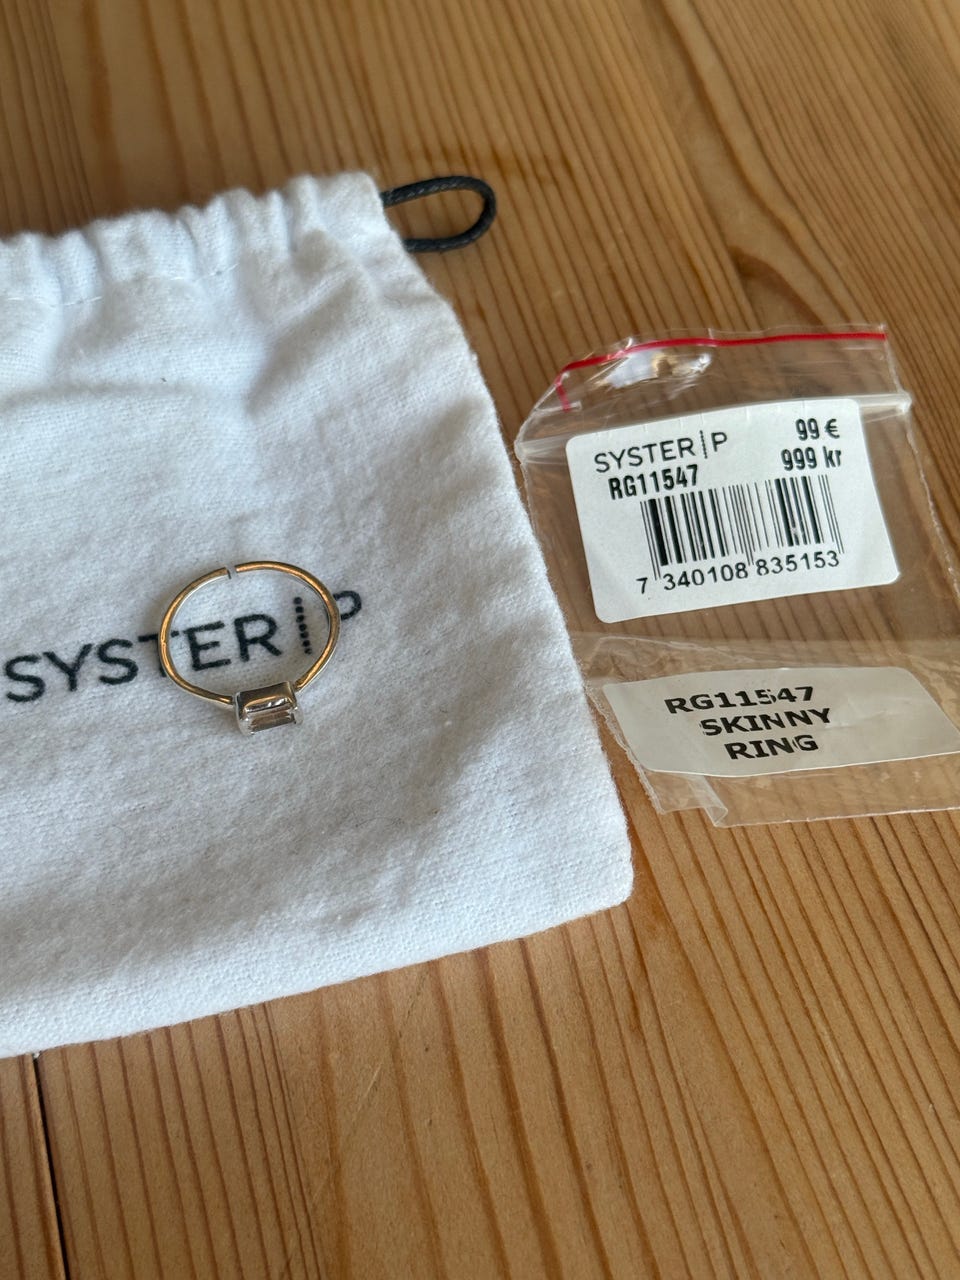 SYSTER|P
SYSTER|P
99 €
RG11547
999 kr
7 340108 835153
RG11547
SKINNY
RING